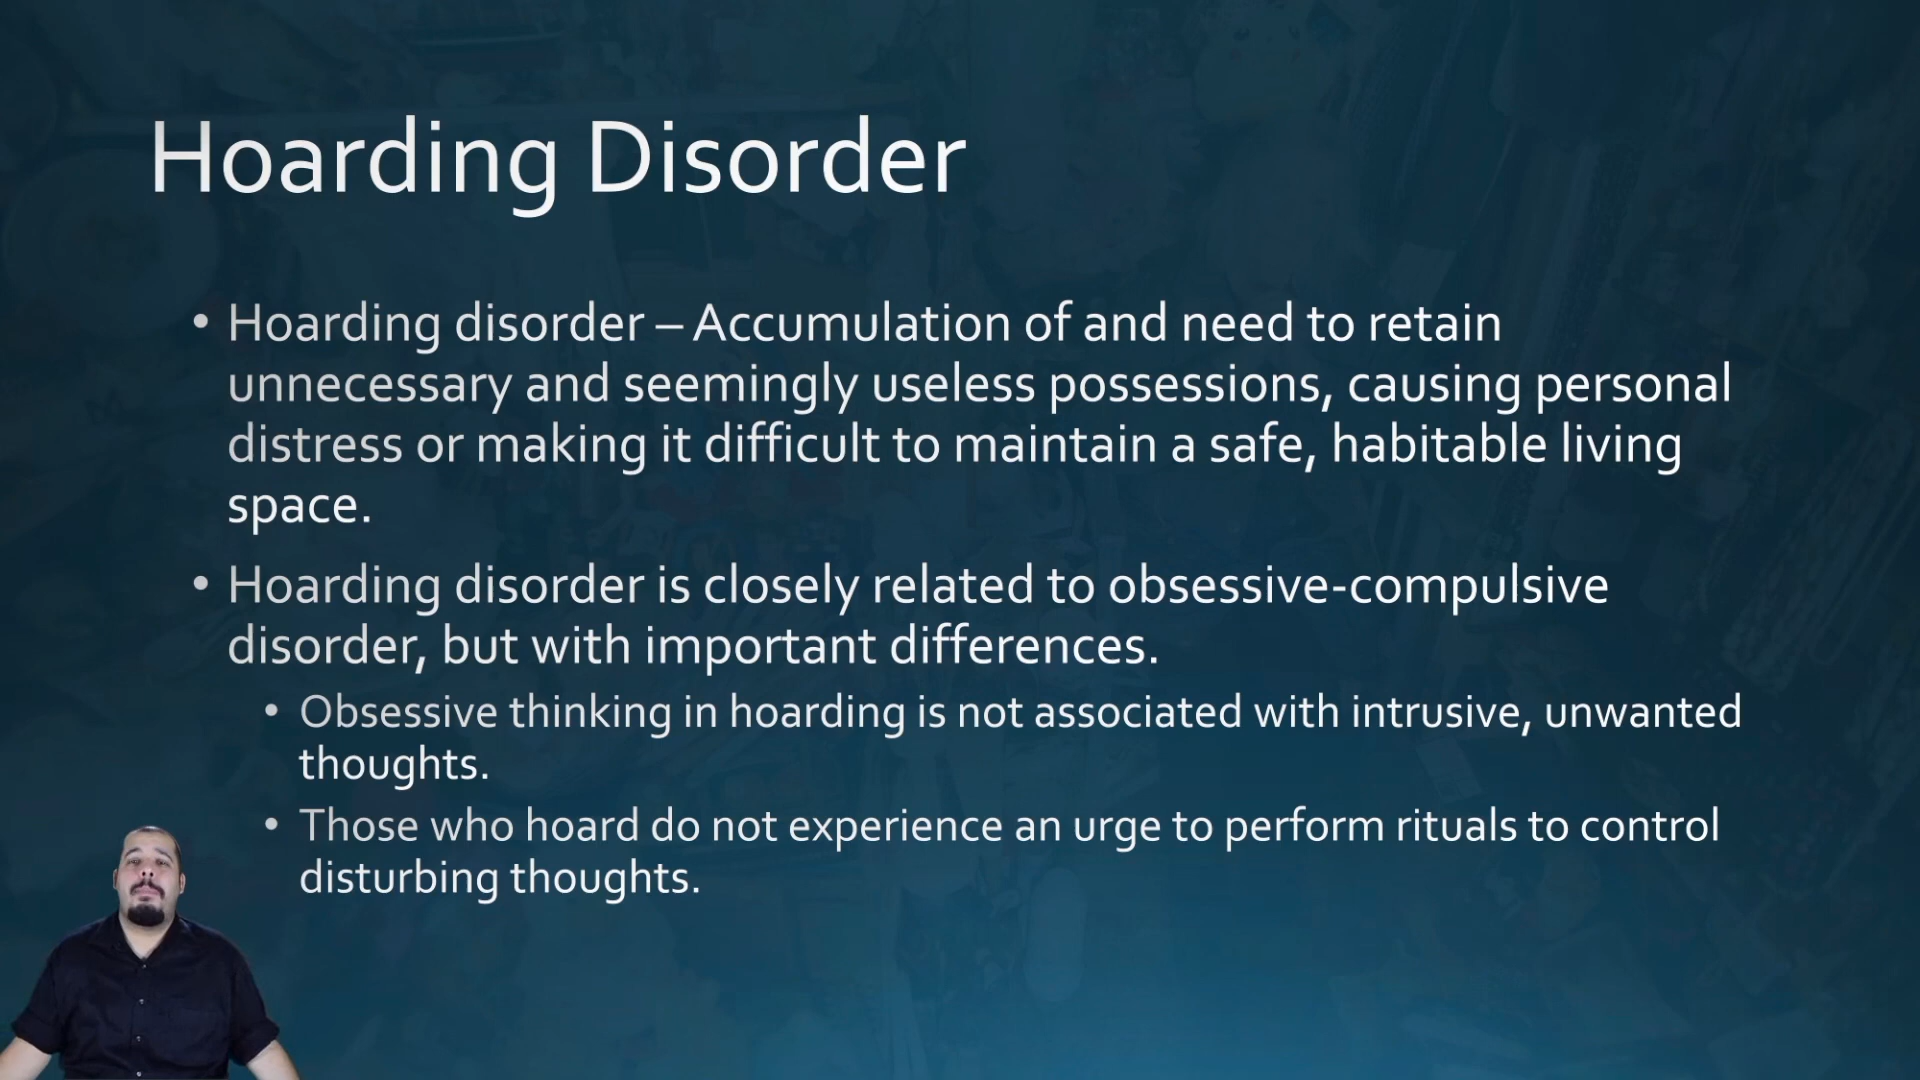 Hoarding Disorder
• Hoarding disorder – Accumulation of and need to retain
unnecessary and seemingly useless possessions, causing personal
distress or making it difficult to maintain a safe, habitable living
space.
• Hoarding disorder is closely related to obsessive-compulsive
disorder, but with important differences.
• Obsessive thinking in hoarding is not associated with intrusive, unwanted
thoughts.
• Those who hoard do not experience an urge to perform rituals to control
disturbing thoughts.